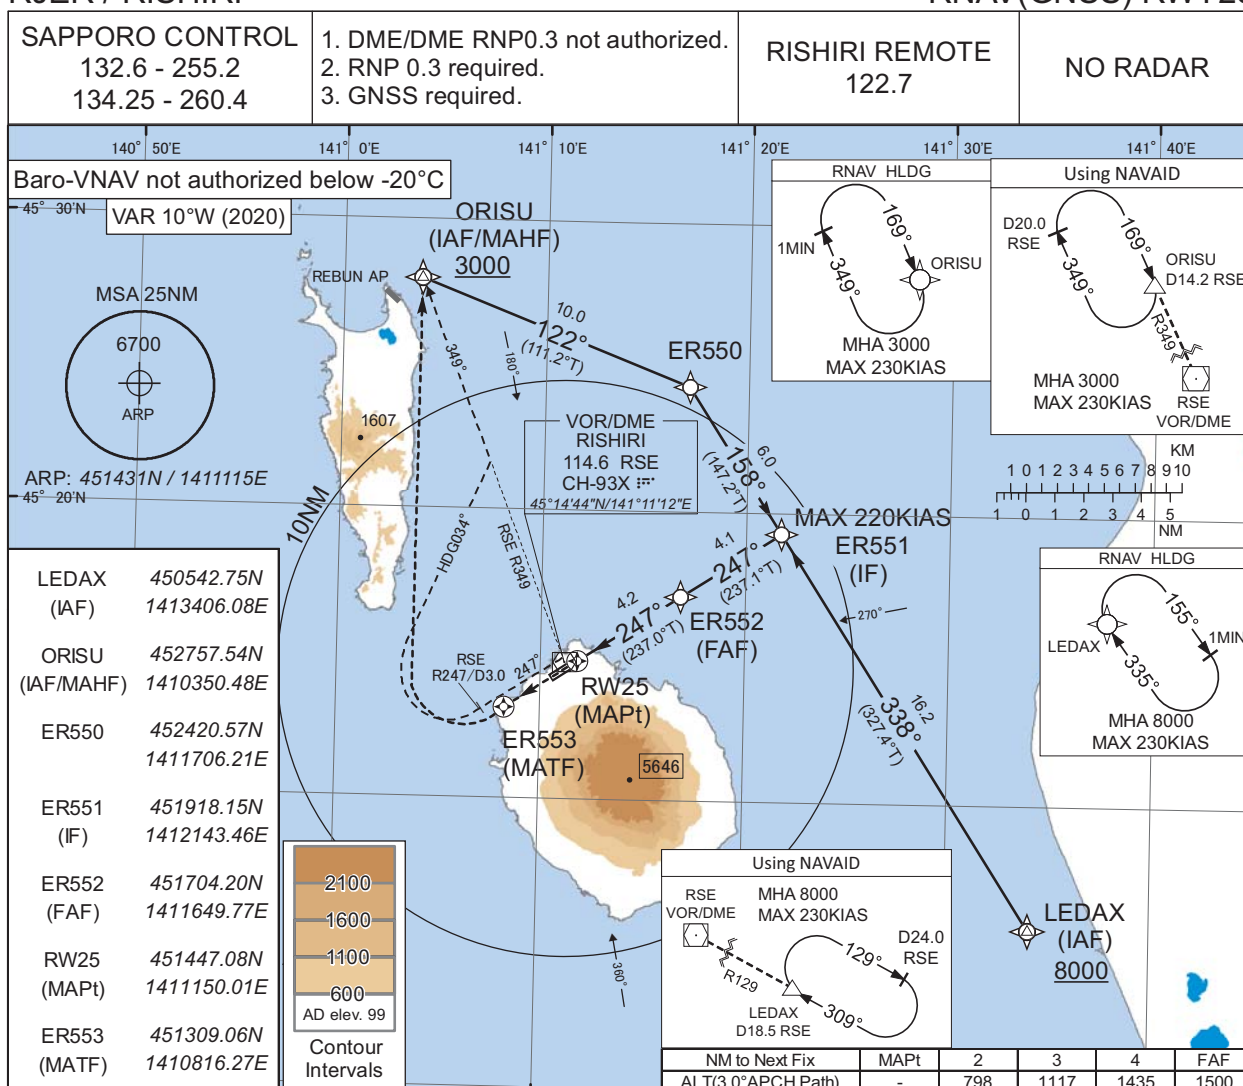 RJER / RISHIRI
RNAV(GNSS) RWY25
SAPPORO CONTROL
132.6 - 255.2
134.25 - 260.4
1. DME/DME RNP0.3 not authorized.
2. RNP 0.3 required.
3. GNSS required.
RISHIRI REMOTE
122.7
NO RADAR
140° 50'E
141° 0'E
141° 10'E
141° 20'E
141° 30'E
141° 40'E
Baro-VNAV not authorized below -20°C
45° 30'N
VAR 10°W (2020)
ORISU
(IAF/MAHF)
3000
REBUN AP
MSA 25NM
6700
ARP
ARP: 451431N / 1411115E
45° 20'N
1607
10NM
10.0
122°
(111.2°T)
180°
349°
ER550
VOR/DME
RISHIRI
114.6 RSE
CH-93X
45°14'44"N/141°11'12"E
6.0
158°
(147.2°T)
HDG034°
RSE R349
MAX 220KIAS
ER551
(IF)
4.1
247°
(237.1°T)
ER552
(FAF)
4.2
247°
(237.0°T)
270°
RSE
R247/D3.0
247°
RW25
(MAPt)
ER553
(MATF)
5646
16.2
338°
(327.4°T)
360°
LEDAX
(IAF)
8000
RNAV HLDG
169°
349°
1MIN
ORISU
MHA 3000
MAX 230KIAS
Using NAVAID
D20.0
RSE
169°
349°
ORISU
D14.2 RSE
R349
MHA 3000
MAX 230KIAS
RSE
VOR/DME
KM
1 0 1 2 3 4 5 6 7 8 9 10
1 0 1 2 3 4 5
NM
RNAV HLDG
155°
335°
1MIN
LEDAX
MHA 8000
MAX 230KIAS
Using NAVAID
RSE
VOR/DME
MHA 8000
MAX 230KIAS
R129
129°
309°
D24.0
RSE
LEDAX
D18.5 RSE
LEDAX 450542.75N
(IAF) 1413406.08E
ORISU 452757.54N
(IAF/MAHF) 1410350.48E
ER550 452420.57N
1411706.21E
ER551 451918.15N
(IF) 1412143.46E
ER552 451704.20N
(FAF) 1411649.77E
RW25 451447.08N
(MAPt) 1411150.01E
ER553 451309.06N
(MATF) 1410816.27E
2100
1600
1100
600
AD elev. 99
Contour
Intervals
NM to Next Fix MAPt 2 3 4 FAF
ALT(3.0°APCH Path) - 798 1117 1435 1500